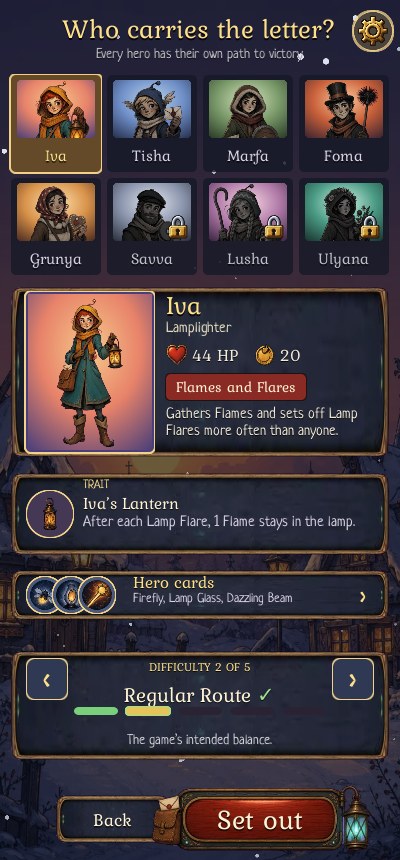 Who carries the letter?
Every hero has their own path to victory.
Iva
Tisha
Marfa
Foma
Grunya
Savva
Lusha
Ulyana
Iva
Lamplighter
44 HP
20
Flames and Flares
Gathers Flames and sets off Lamp
Flares more often than anyone.
TRAIT
Iva's Lantern
After each Lamp Flare, 1 Flame stays in the lamp.
Hero cards
Firefly, Lamp Glass, Dazzling Beam
DIFFICULTY 2 OF 5
Regular Route ✓
The game's intended balance.
Back
Set out